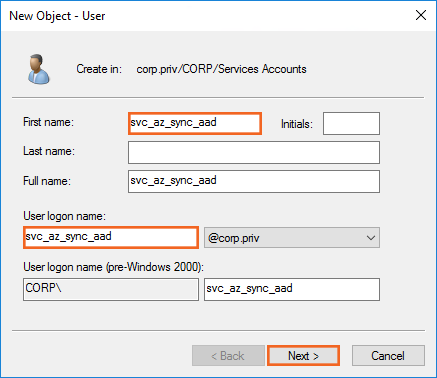 New Object - User
Create in: corp.priv/CORP/Services Accounts
First name: svc_az_sync_aad Initials:
Last name:
Full name: svc_az_sync_aad
User logon name:
svc_az_sync_aad @corp.priv
User logon name (pre-Windows 2000):
CORP\ svc_az_sync_aad
< Back Next > Cancel